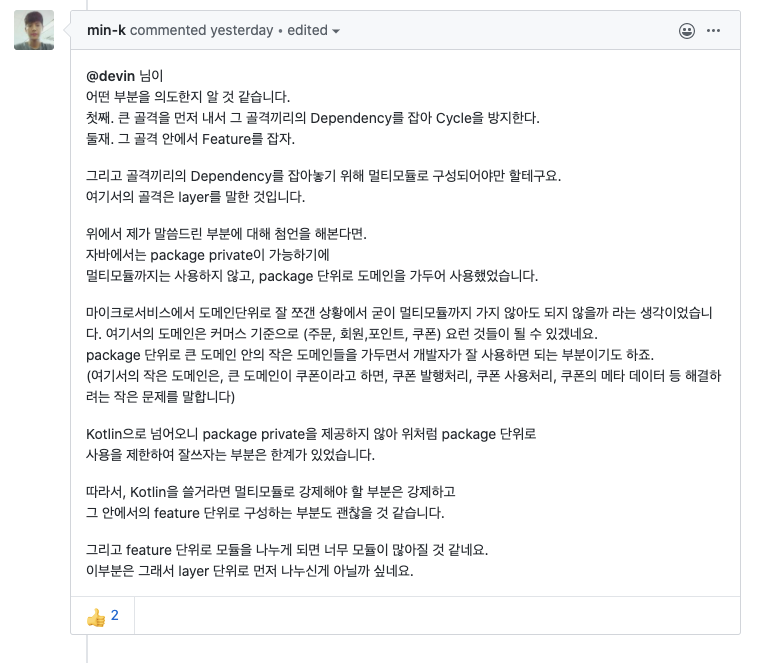 min-k commented yesterday • edited
@devin 님이
어떤 부분을 의도한지 알 것 같습니다.
첫째. 큰 골격을 먼저 내서 그 골격끼리의 Dependency를 잡아 Cycle을 방지한다.
둘재. 그 골격 안에서 Feature를 잡자.
그리고 골격끼리의 Dependency를 잡아놓기 위해 멀티모듈로 구성되어야만 할테구요.
여기서의 골격은 layer를 말한 것입니다.
위에서 제가 말씀드린 부분에 대해 첨언을 해본다면.
자바에서는 package private이 가능하기에
멀티모듈까지는 사용하지 않고, package 단위로 도메인을 가두어 사용했었습니다.
마이크로서비스에서 도메인단위로 잘 쪼갠 상황에서 굳이 멀티모듈까지 가지 않아도 되지 않을까 라는 생각이었습니
다. 여기서의 도메인은 커머스 기준으로 (주문, 회원,포인트, 쿠폰) 요런 것들이 될 수 있겠네요.
package 단위로 큰 도메인 안의 작은 도메인들을 가두면서 개발자가 잘 사용하면 되는 부분이기도 하죠.
(여기서의 작은 도메인은, 큰 도메인이 쿠폰이라고 하면, 쿠폰 발행처리, 쿠폰 사용처리, 쿠폰의 메타 데이터 등 해결하
려는 작은 문제를 말합니다)
Kotlin으로 넘어오니 package private을 제공하지 않아 위처럼 package 단위로
사용을 제한하여 잘쓰자는 부분은 한계가 있었습니다.
따라서, Kotlin을 쓸거라면 멀티모듈로 강제해야 할 부분은 강제하고
그 안에서의 feature 단위로 구성하는 부분도 괜찮을 것 같습니다.
그리고 feature 단위로 모듈을 나누게 되면 너무 모듈이 많아질 것 같네요.
이부분은 그래서 layer 단위로 먼저 나누신게 아닐까 싶네요.
2